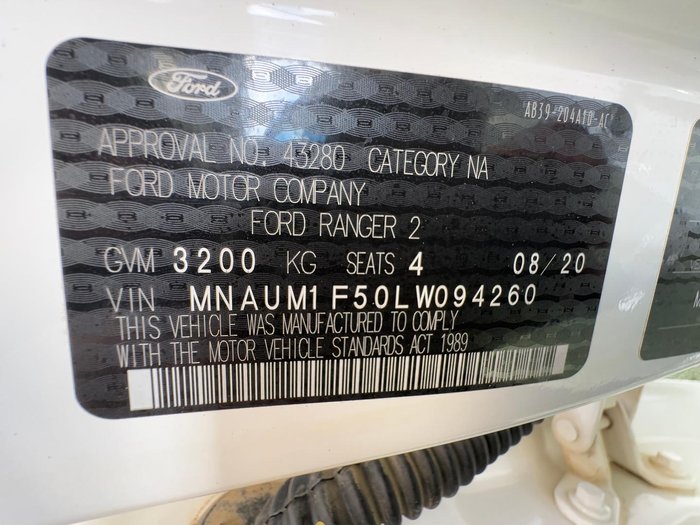 Ford
AB39-204A10-AC
APPROVAL NO. 43280 CATEGORY NA
FORD MOTOR COMPANY
FORD RANGER 2
GVM 3200 KG SEATS 4 08/20
VIN MNAUM1F50LW094260
THIS VEHICLE WAS MANUFACTURED TO COMPLY
WITH THE MOTOR VEHICLE STANDARDS ACT 1989